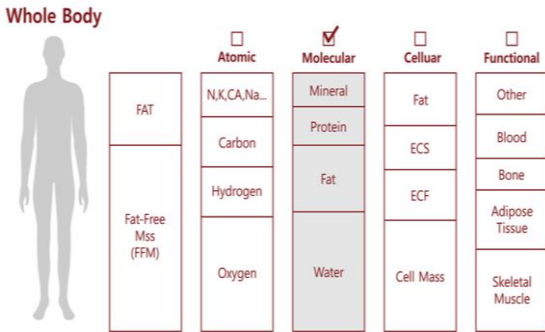 Whole Body
Atomic
Molecular
Celluar
Functional
FAT
Fat-Free
Mss
(FFM)
N,K,CA,Na...
Carbon
Hydrogen
Oxygen
Mineral
Protein
Fat
Water
Fat
ECS
ECF
Cell Mass
Other
Blood
Bone
Adipose
Tissue
Skeletal
Muscle